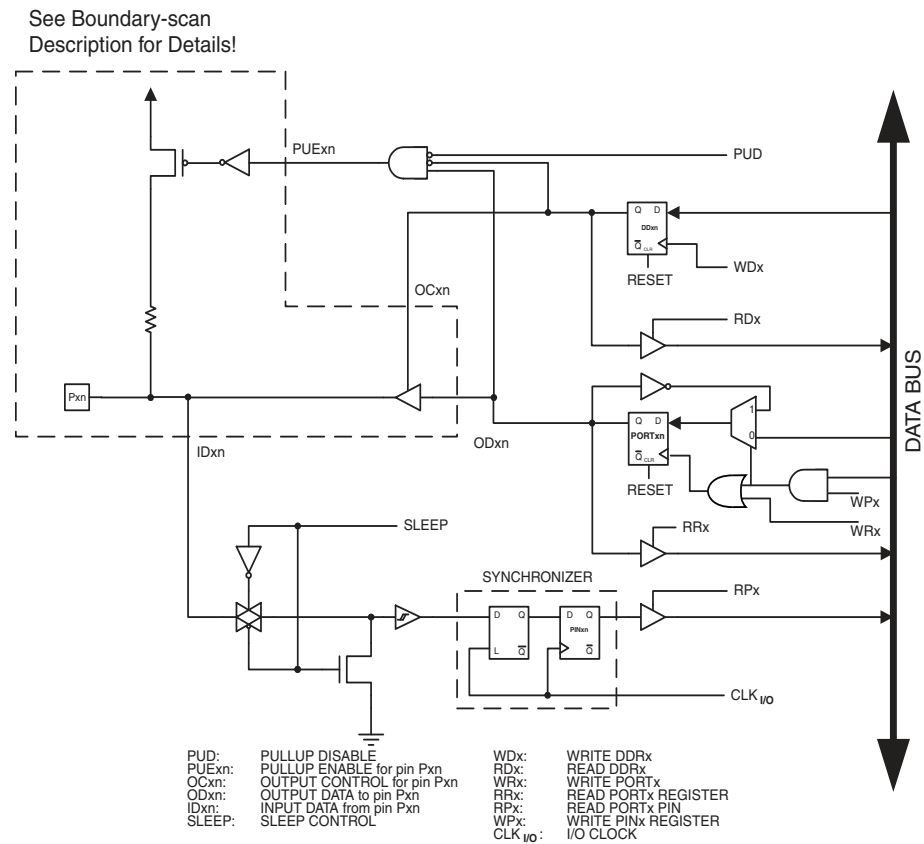 See Boundary-scan
Description for Details!
PUExn
PUD
Q D
DDxn
Q CLR
WDx
RESET
OCxn
RDx
Pxn
1
Q D
PORTxn
0
ODxn
IDxn
Q CLR
RESET
WPx
WRx
SLEEP
RRx
SYNCHRONIZER
RPx
D Q
D Q
PINxn
L Q
Q
CLK I/O
DATA BUS
PUD: PULLUP DISABLE
PUExn: PULLUP ENABLE for pin Pxn
OCxn: OUTPUT CONTROL for pin Pxn
ODxn: OUTPUT DATA to pin Pxn
IDxn: INPUT DATA from pin Pxn
SLEEP: SLEEP CONTROL
WDx: WRITE DDRx
RDx: READ DDRx
WRx: WRITE PORTx
RRx: READ PORTx REGISTER
RPx: READ PORTx PIN
WPx: WRITE PINx REGISTER
CLK I/O: I/O CLOCK